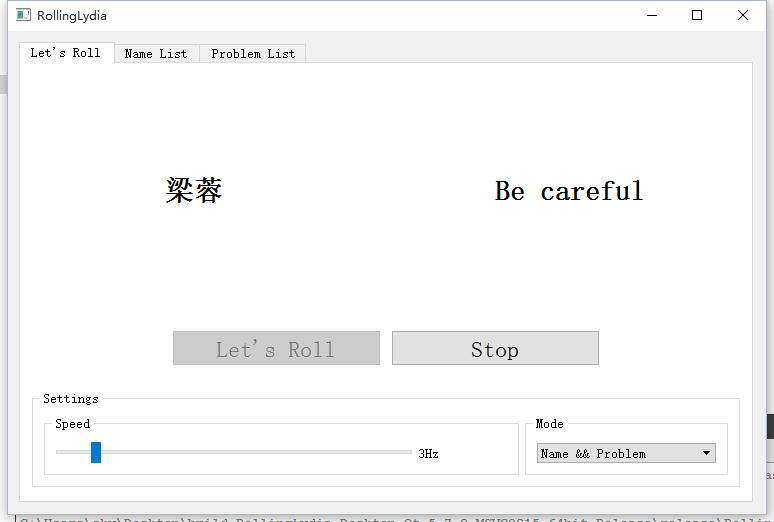 RollingLydia
Let's Roll Name List Problem List
梁蓉 Be careful
Let's Roll Stop
Settings
Speed Mode
3Hz Name && Problem